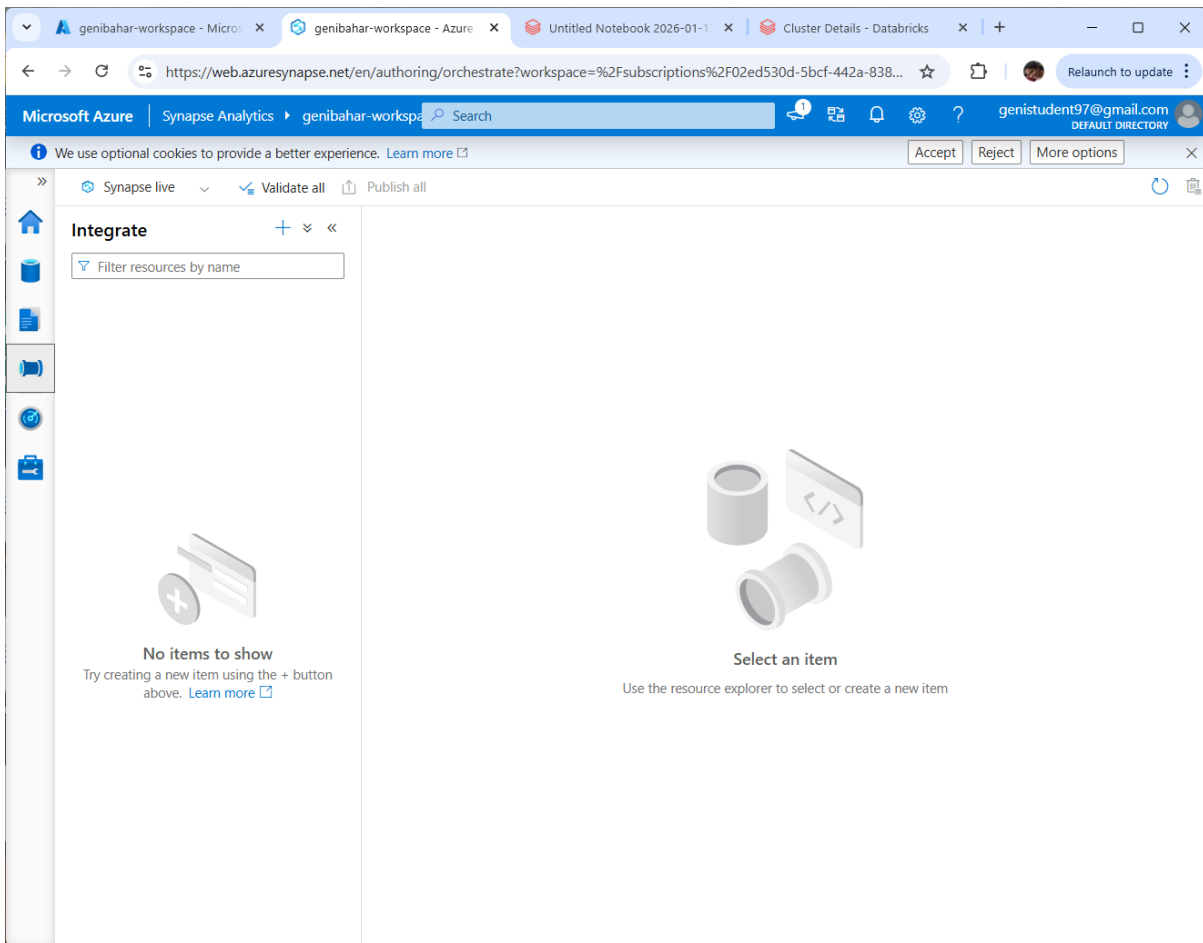 genibahar-workspace - Micros
genibahar-workspace - Azure
Untitled Notebook 2026-01-1
Cluster Details - Databricks
https://web.azuresynapse.net/en/authoring/orchestrate?workspace=%2Fsubscriptions%2F02ed530d-5bcf-442a-838...
Relaunch to update
Microsoft Azure
Synapse Analytics
genibahar-workspa
Search
1
genistudent97@gmail.com
DEFAULT DIRECTORY
We use optional cookies to provide a better experience. Learn more
Accept
Reject
More options
Synapse live
Validate all
Publish all
Integrate
Filter resources by name
No items to show
Try creating a new item using the + button
above. Learn more
Select an item
Use the resource explorer to select or create a new item